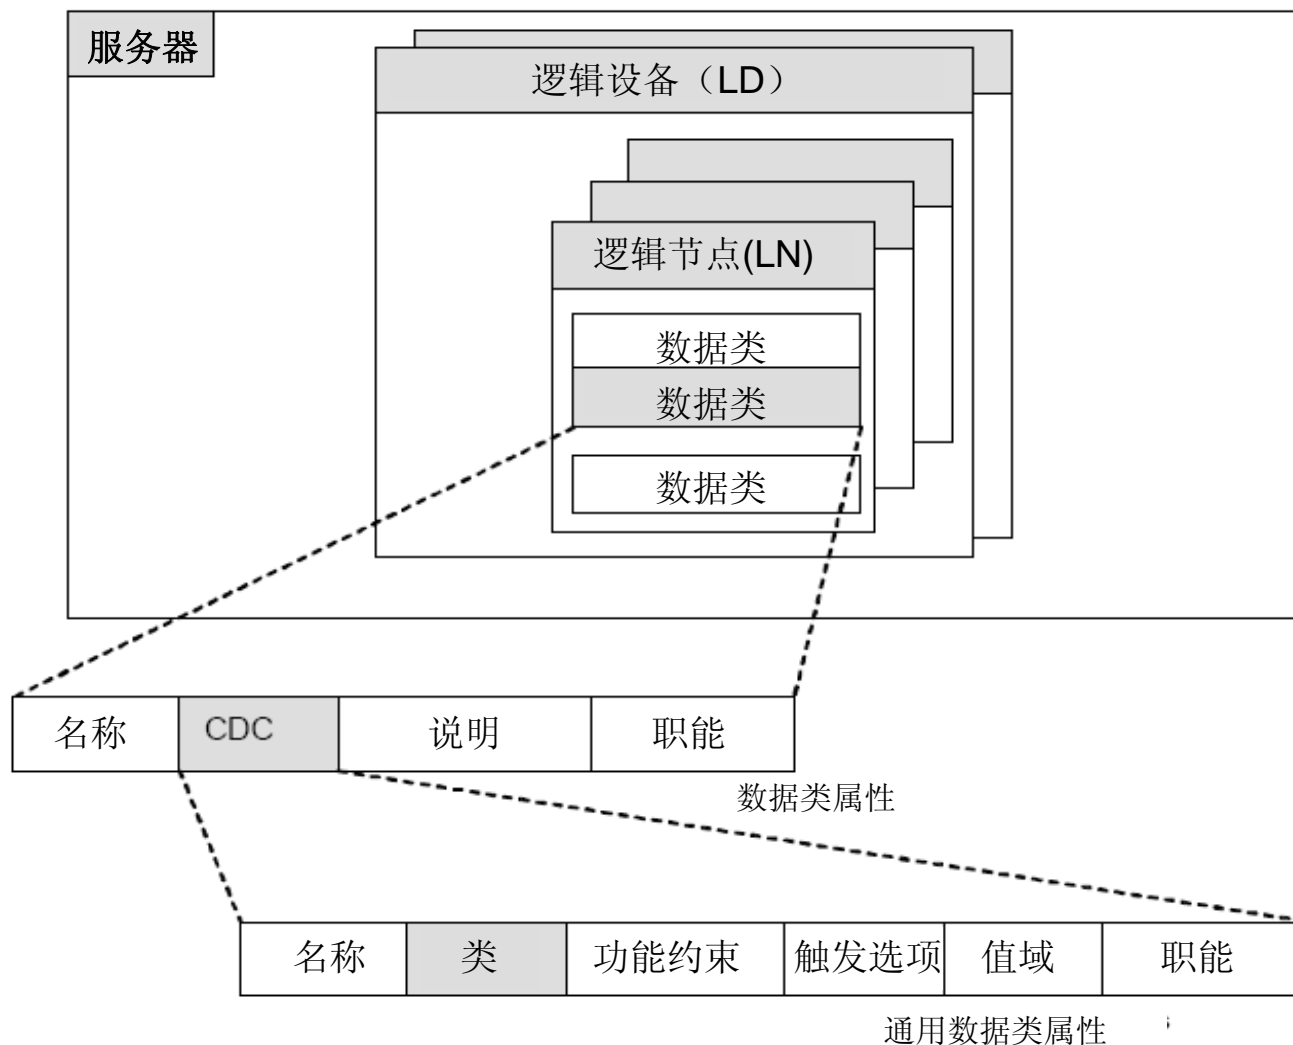 服务器
逻辑设备（LD）
逻辑节点(LN)
数据类
数据类
数据类
名称 CDC 说明 职能
数据类属性
名称 类 功能约束 触发选项 值域 职能
通用数据类属性